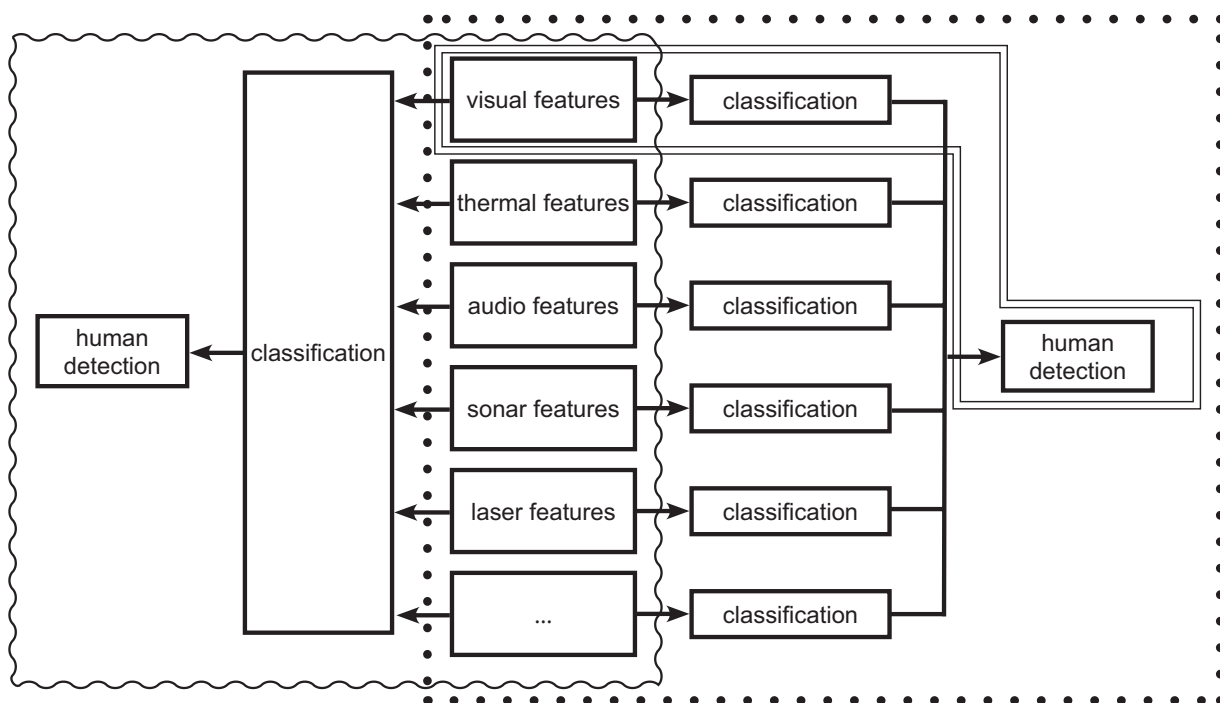 visual features
classification
thermal features
classification
audio features
classification
human
detection
classification
human
detection
sonar features
classification
laser features
classification
...
classification